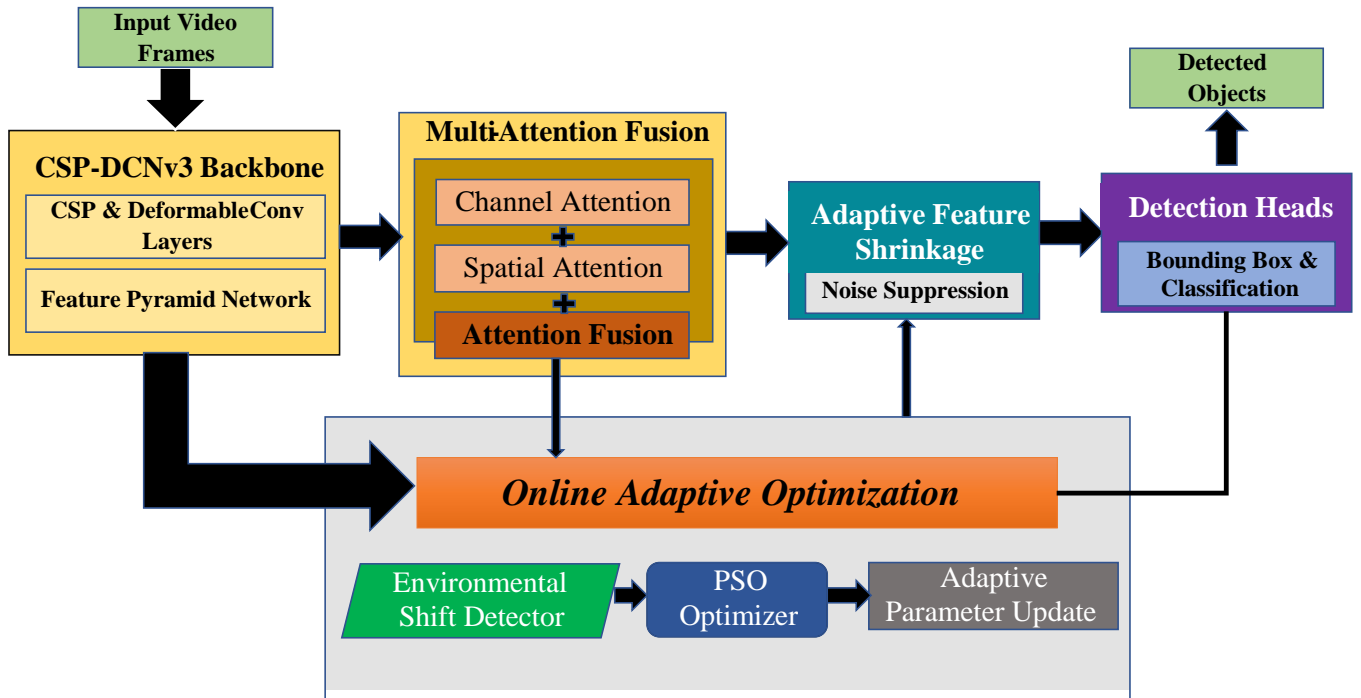 Input Video
Frames
CSP-DCNv3 Backbone
CSP & DeformableConv
Layers
Feature Pyramid Network
Multi-Attention Fusion
Channel Attention
+
Spatial Attention
+
Attention Fusion
Adaptive Feature
Shrinkage
Noise Suppression
Detected
Objects
Detection Heads
Bounding Box &
Classification
Online Adaptive Optimization
Environmental
Shift Detector
PSO
Optimizer
Adaptive
Parameter Update